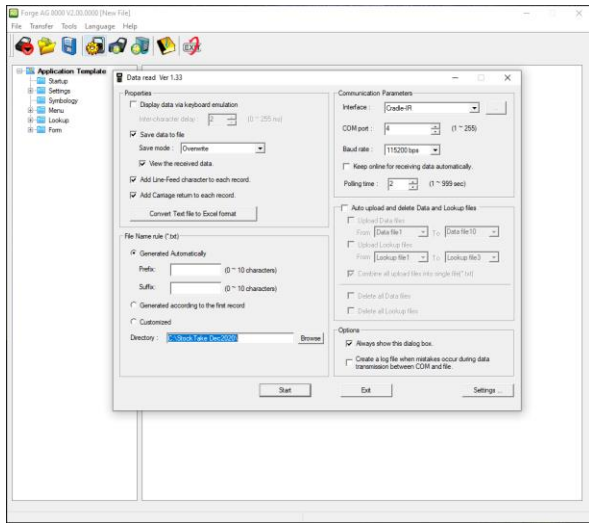 Forge AG 8000 V2.00.0000 [New File]
File Transfer Tools Language Help
EXIT
Application Template
Startup
Settings
Symbology
Menu
Lookup
Form
Data read Ver 1.33
Properties
Display data via keyboard emulation
Inter-character delay: 2 (0 ~ 255 ms)
Save data to file
Save mode : Overwrite
View the received data.
Add Line-Feed character to each record.
Add Carriage return to each record.
Convert Text file to Excel format
File Name rule (*.txt)
Generated Automatically
Prefix: (0 ~ 10 characters)
Suffix: (0 ~ 10 characters)
Generated according to the first record
Customized
Directory : C:\StockTake Dec2020\ Browse
Communication Parameters
Interface : Cradle-IR ...
COM port : 4 (1 ~ 255)
Baud rate : 115200 bps
Keep online for receiving data automatically.
Polling time : 2 (1 ~ 999 sec)
Auto upload and delete Data and Lookup files
Upload Data files
From Data file1 To Data file10
Upload Lookup files
From Lookup file1 To Lookup file3
Combine all upload files into single file(*.txt)
Delete all Data files
Delete all Lookup files
Options
Always show this dialog box.
Create a log file when mistakes occur during data
transmission between COM and file.
Start Exit Settings ...